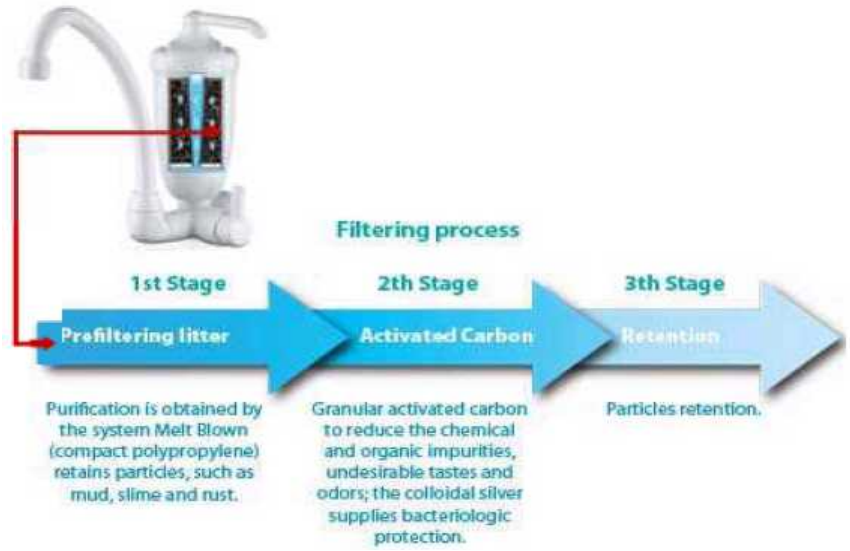 Filtering process
1st Stage
2th Stage
3th Stage
Prefiltering litter
Activated Carbon
Retention
Purification is obtained by
the system Melt Blown
(compact polypropylene)
retains particles, such as
mud, slime and rust.
Granular activated carbon
to reduce the chemical
and organic impurities,
undesirable tastes and
odors; the colloidal silver
supplies bacteriologic
protection.
Particles retention.